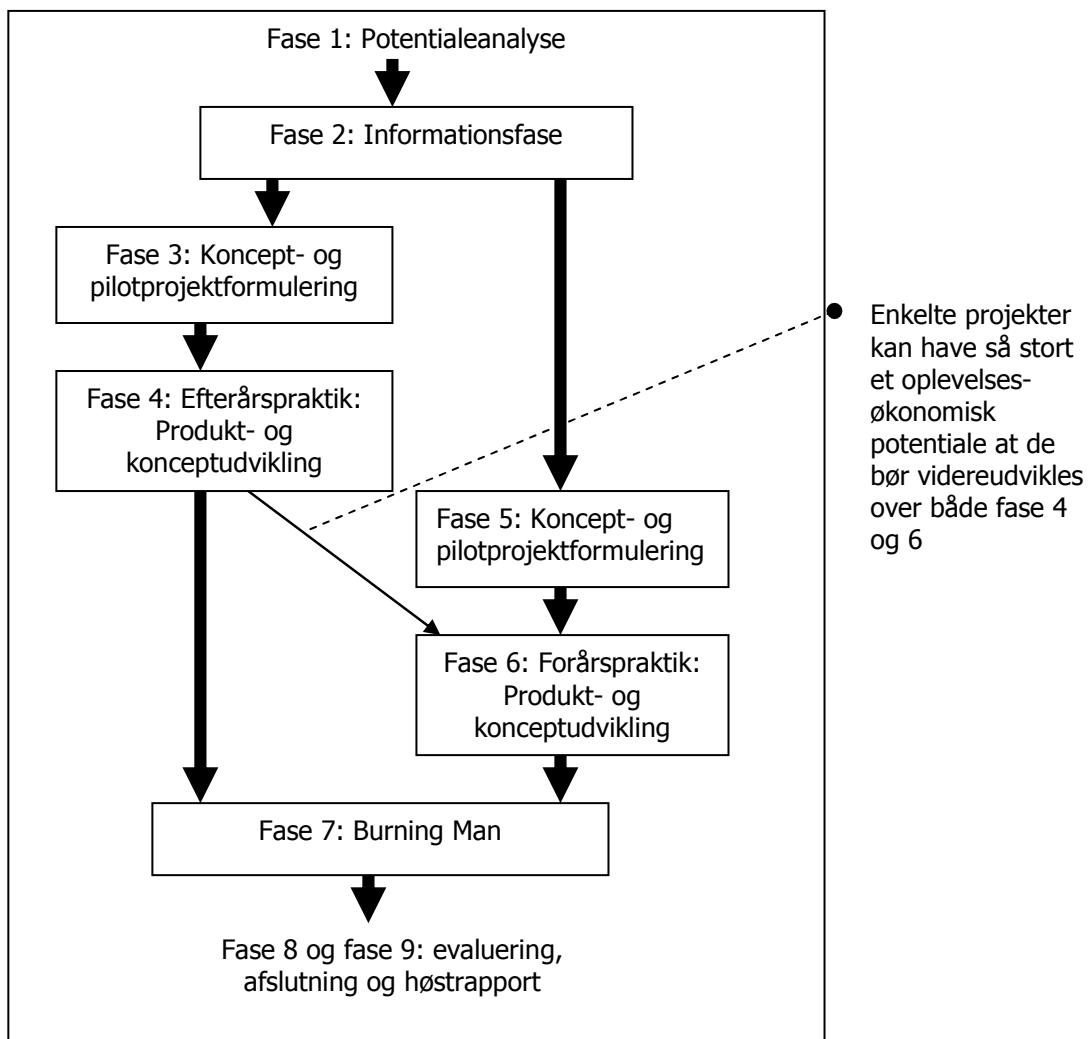 Fase 1: Potentialeanalyse
Fase 2: Informationsfase
Fase 3: Koncept- og
pilotprojektformulering
Fase 4: Efterårspraktik:
Produkt- og
konceptudvikling
Fase 5: Koncept- og
pilotprojektformulering
Fase 6: Forårspraktik:
Produkt- og
konceptudvikling
Fase 7: Burning Man
Fase 8 og fase 9: evaluering,
afslutning og høstrapport
Enkelte projekter
kan have så stort
et oplevelses-
økonomisk
potentiale at de
bør videreudvikles
over både fase 4
og 6